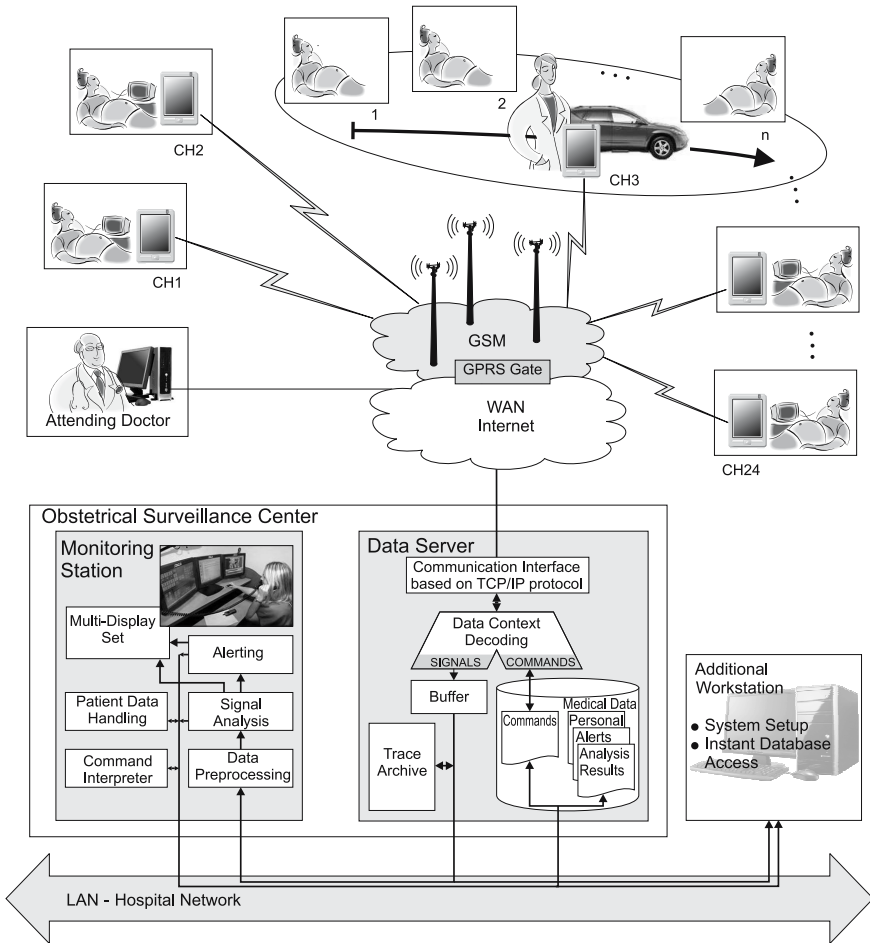 1
2
...
n
CH2
CH3
CH1
GSM
GPRS Gate
WAN
Internet
Attending Doctor
CH24
Obstetrical Surveillance Center
Monitoring
Station
Multi-Display
Set
Alerting
Patient Data
Handling
Signal
Analysis
Command
Interpreter
Data
Preprocessing
Data Server
Communication Interface
based on TCP/IP protocol
Data Context
Decoding
SIGNALS
COMMANDS
Buffer
Trace
Archive
Commands
Medical Data
Personal
Alerts
Analysis
Results
Additional
Workstation
● System Setup
● Instant Database
Access
LAN - Hospital Network